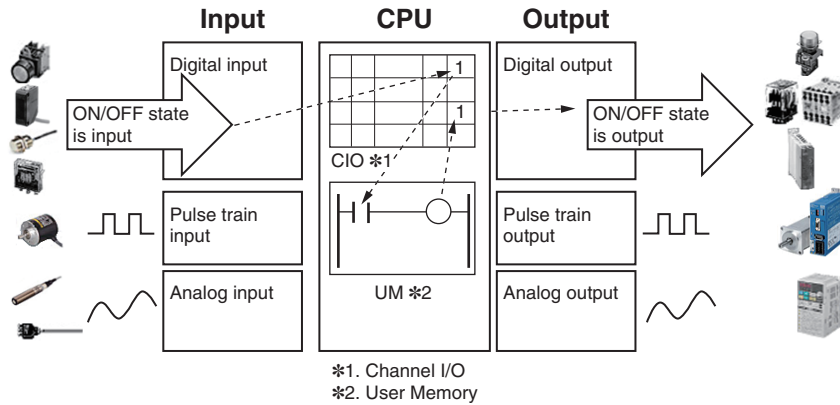 Input
CPU
Output
Digital input
1
Digital output
ON/OFF state
is input
1
ON/OFF state
is output
CIO ✻1
Pulse train
input
Pulse train
output
Analog input
UM ✻2
Analog output
✻1. Channel I/O
✻2. User Memory